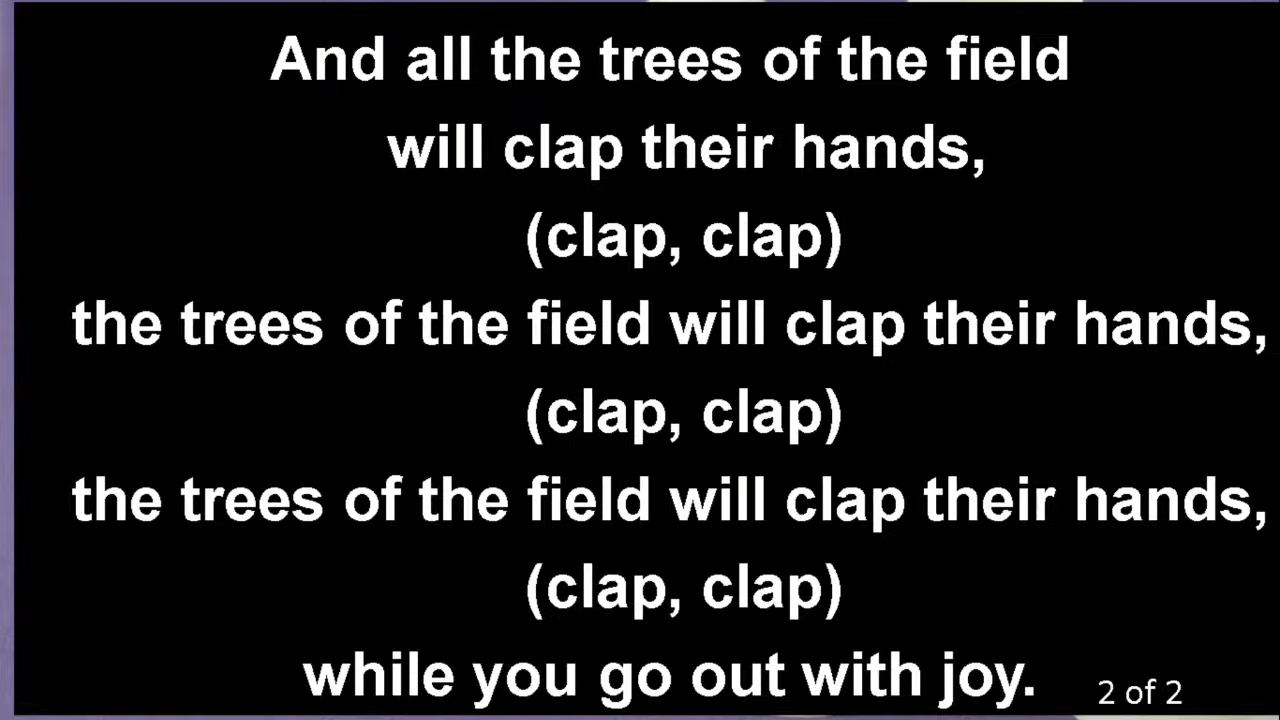 And all the trees of the field
will clap their hands,
(clap, clap)
the trees of the field will clap their hands,
(clap, clap)
the trees of the field will clap their hands,
(clap, clap)
while you go out with joy.
2 of 2